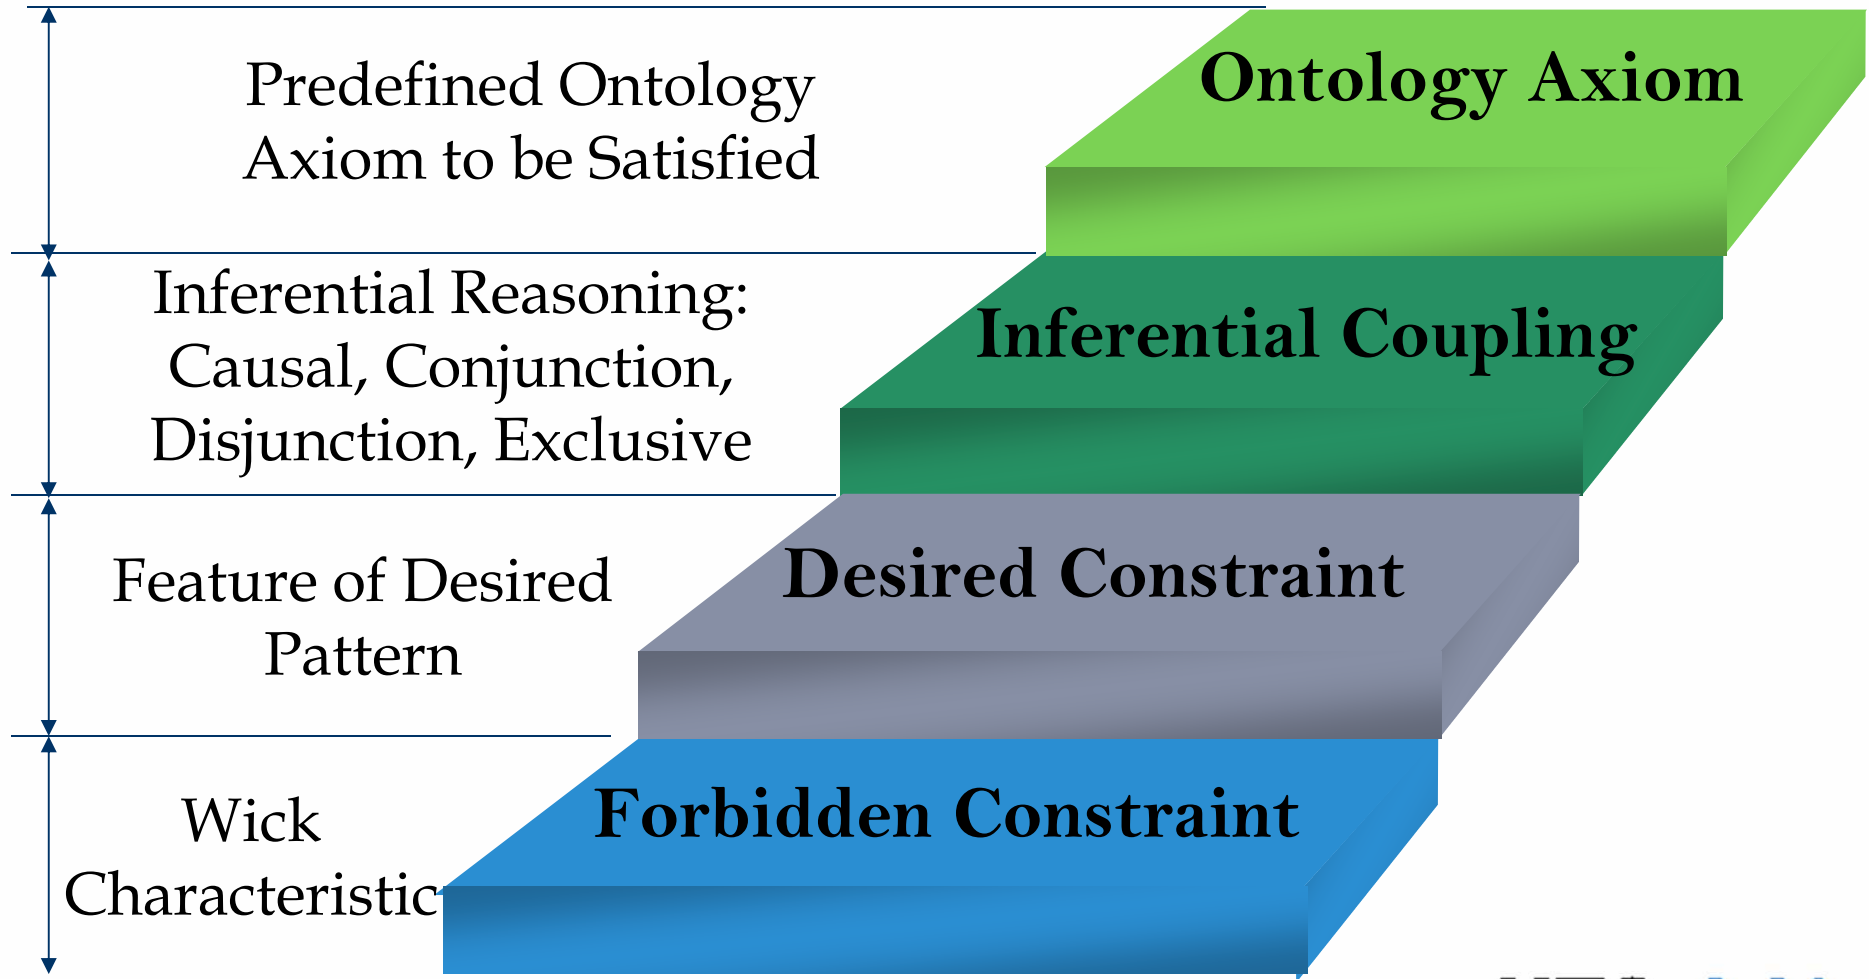 Predefined Ontology
Axiom to be Satisfied
Ontology Axiom
Inferential Reasoning:
Causal, Conjunction,
Disjunction, Exclusive
Inferential Coupling
Feature of Desired
Pattern
Desired Constraint
Wick
Characteristic
Forbidden Constraint